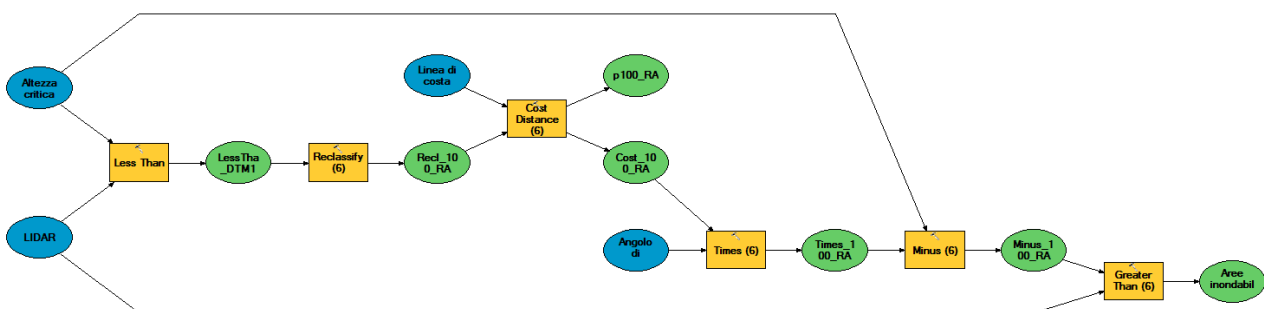 Altezza
critica
LIDAR
Less Than
LessTha
_DTM1
Reclassify
(6)
Linea di
costa
Recl_10
0_RA
Cost
Distance
(6)
p100_RA
Cost_10
0_RA
Angolo
di
Times (6)
Times_1
00_RA
Minus (6)
Minus_1
00_RA
Greater
Than (6)
Aree
inondabil